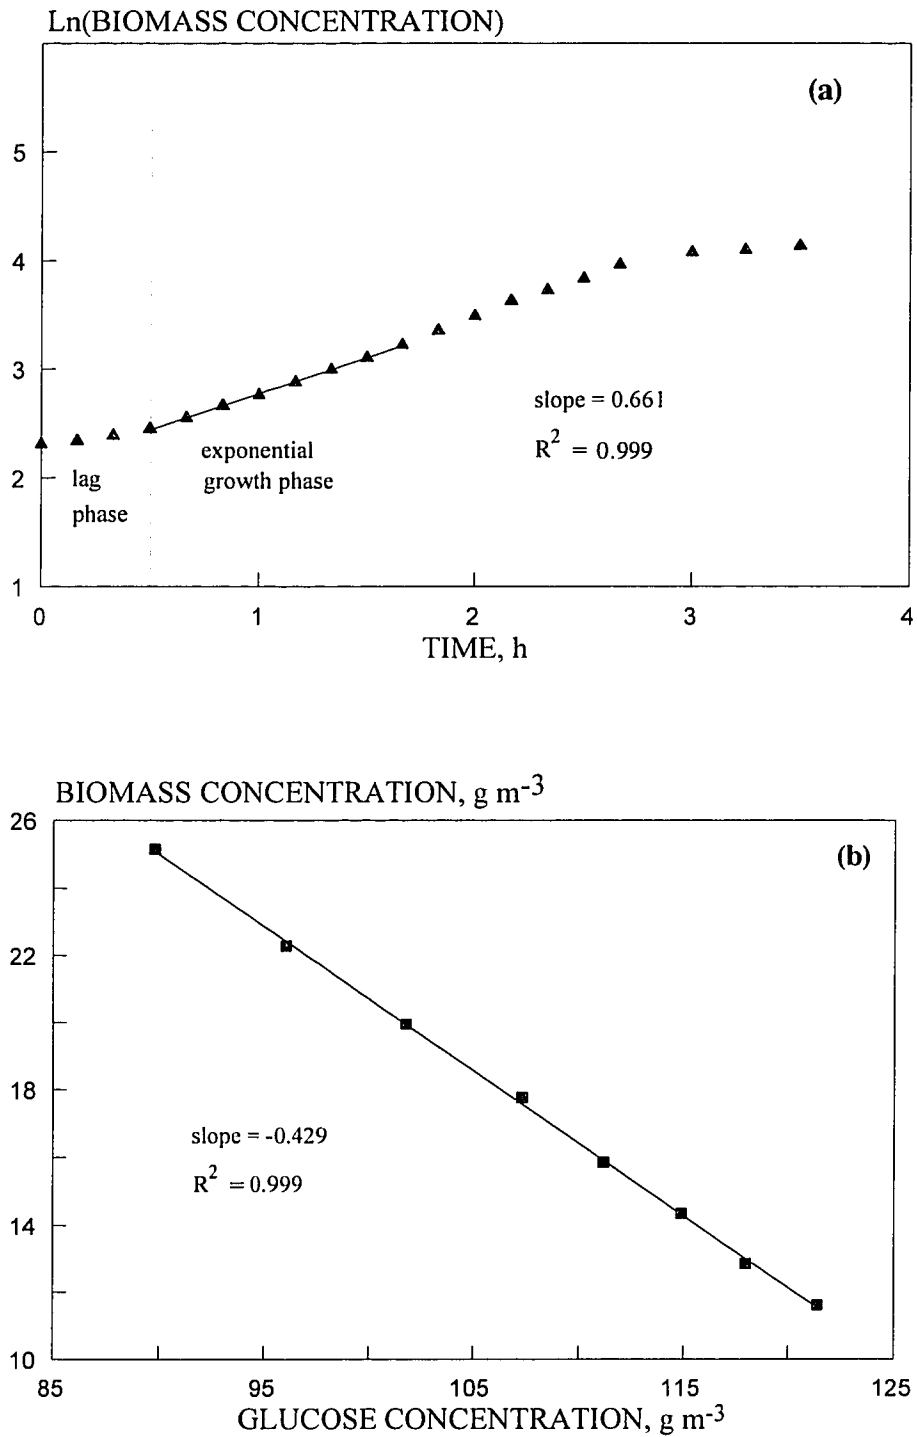 Ln(BIOMASS CONCENTRATION)
(a)
5
4
3
slope = 0.661
R2 = 0.999
exponential
growth phase
2
lag
phase
1
0 1 2 3 4
TIME, h
BIOMASS CONCENTRATION, g m-3
26
(b)
22
18
slope = -0.429
R2 = 0.999
14
10
85 95 105 115 125
GLUCOSE CONCENTRATION, g m-3